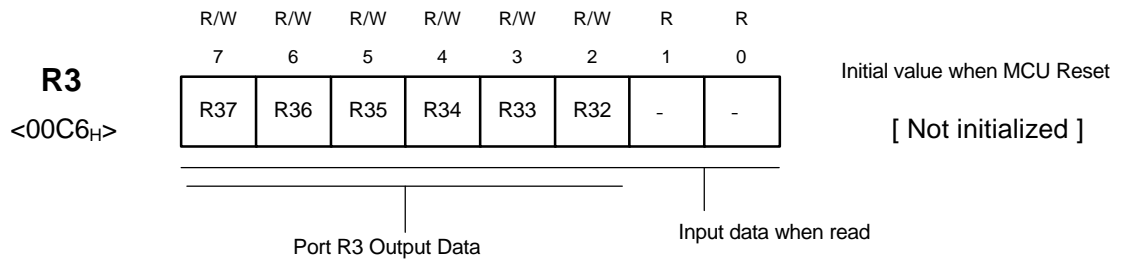 R/W R/W R/W R/W R/W R/W R R
7 6 5 4 3 2 1 0
R3
Initial value when MCU Reset
R37 R36 R35 R34 R33 R32 - -
<00C6H>
[ Not initialized ]
Input data when read
Port R3 Output Data